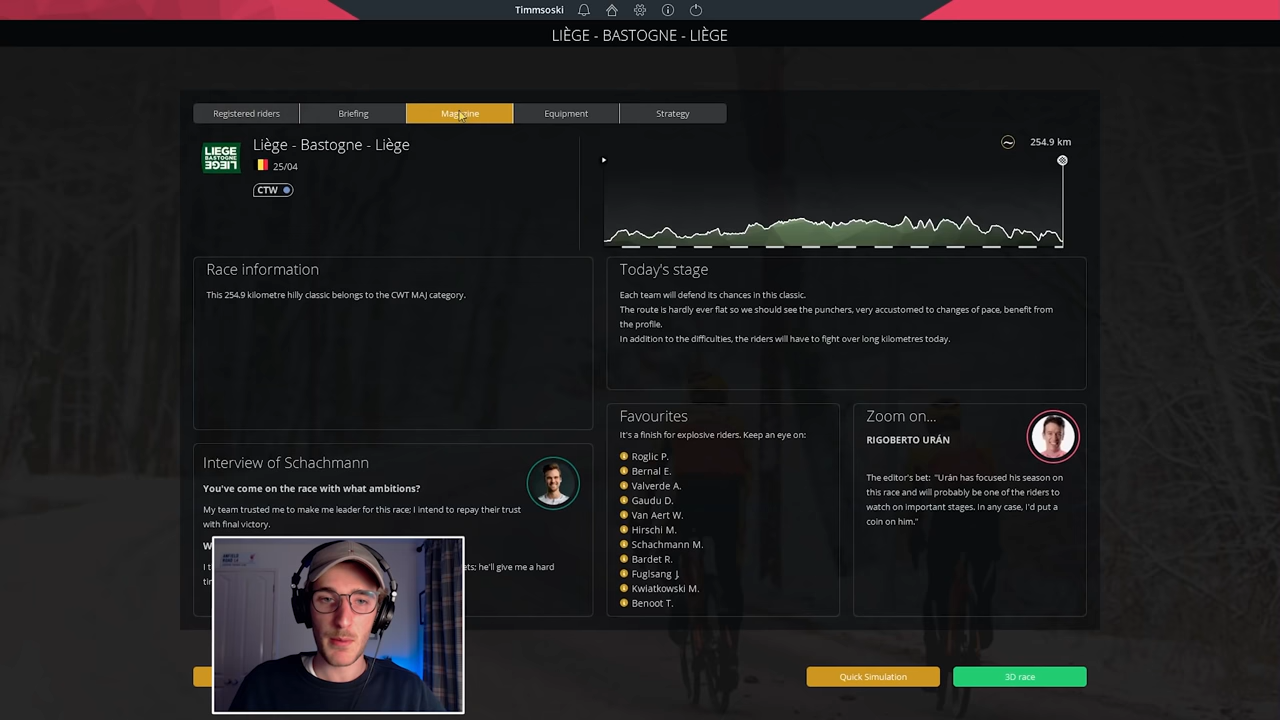 Timmsoski
LIÈGE - BASTOGNE - LIÈGE
Registered riders
Briefing
Magazine
Equipment
Strategy
LIEGE
BASTOGNE
LIEGE
Liège - Bastogne - Liège
25/04
CTW
254.9 km
Race information
This 254.9 kilometre hilly classic belongs to the CWT MAJ category.
Today's stage
Each team will defend its chances in this classic.
The route is hardly ever flat so we should see the punchers, very accustomed to changes of pace, benefit from
the profile.
In addition to the difficulties, the riders will have to fight over long kilometres today.
Interview of Schachmann
You've come on the race with what ambitions?
My team trusted me to make me leader for this race; I intend to repay their trust
with final victory.
W
I t
ets; he'll give me a hard
tin
Favourites
It's a finish for explosive riders. Keep an eye on:
Roglic P.
Bernal E.
Valverde A.
Gaudu D.
Van Aert W.
Hirschi M.
Schachmann M.
Bardet R.
Fuglsang J.
Kwiatkowski M.
Benoot T.
Zoom on...
RIGOBERTO URÁN
The editor's bet: "Urán has focused his season on
this race and will probably be one of the riders to
watch on important stages. In any case, I'd put a
coin on him."
Quick Simulation
3D race